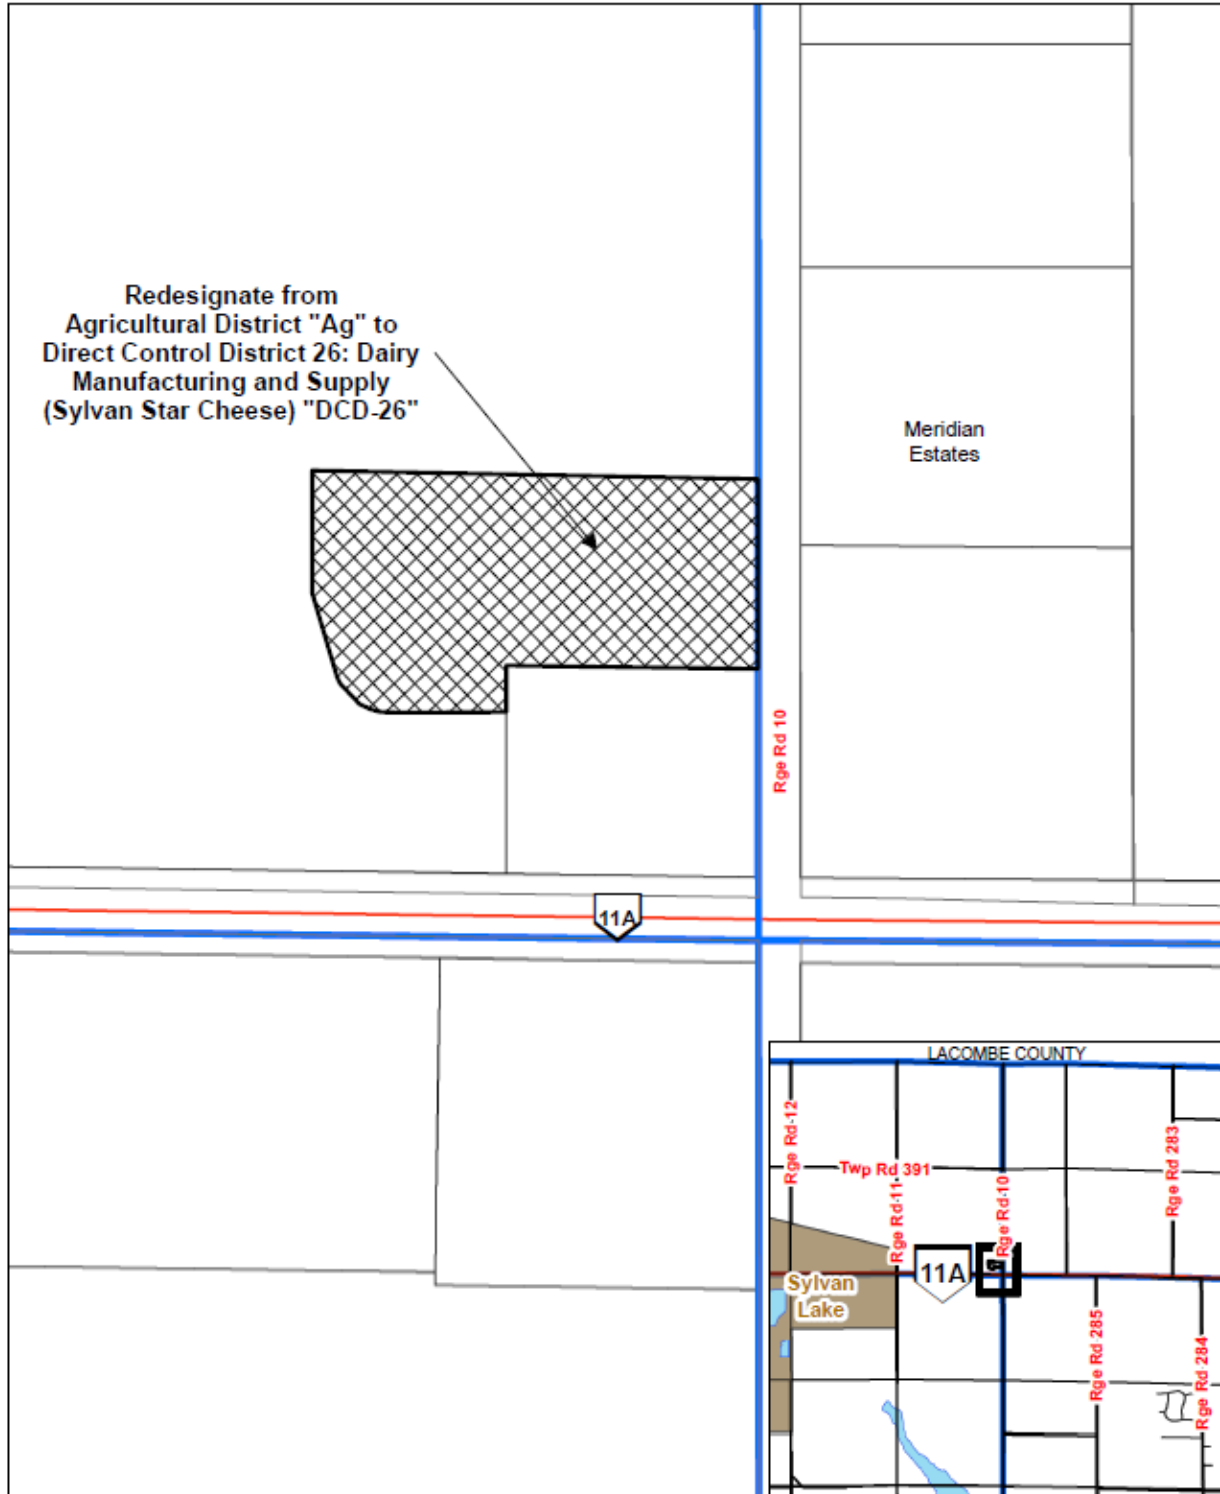 Redesignate from
Agricultural District "Ag" to
Direct Control District 26: Dairy
Manufacturing and Supply
(Sylvan Star Cheese) "DCD-26"
Meridian
Estates
Rge Rd 10
11A
LACOMBE COUNTY
Rge Rd 12
Twp Rd 391
Rge Rd 11
Rge Rd 10
Rge Rd 283
11A
Sylvan
Lake
Rge Rd 285
Rge Rd 284